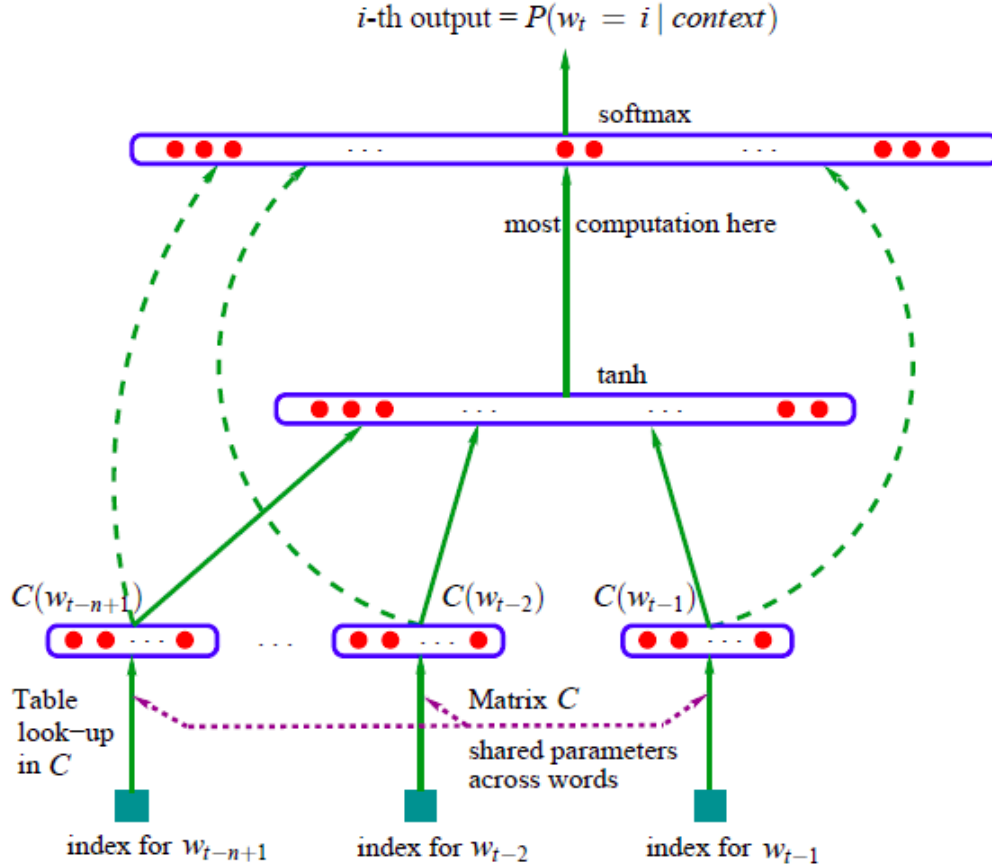 i-th output = P(w_t = i | context)
softmax
. . . . . .
most computation here
tanh
. . . . . .
C(w_{t−n+1}) C(w_{t−2}) C(w_{t−1})
. . . . . . . . . . . .
Table look−up in C
Matrix C
shared parameters
across words
index for w_{t−n+1} index for w_{t−2} index for w_{t−1}